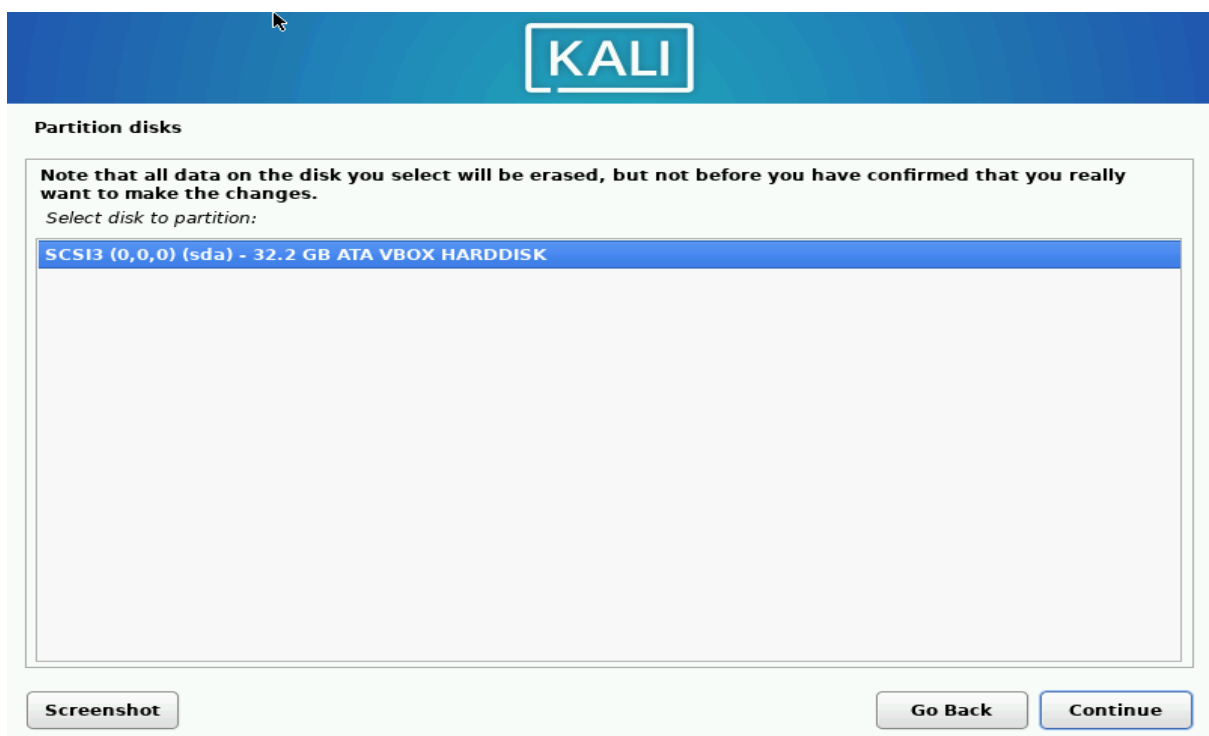 KALI
Partition disks
Note that all data on the disk you select will be erased, but not before you have confirmed that you really
want to make the changes.
Select disk to partition:
SCSI3 (0,0,0) (sda) - 32.2 GB ATA VBOX HARDDISK
Screenshot
Go Back
Continue